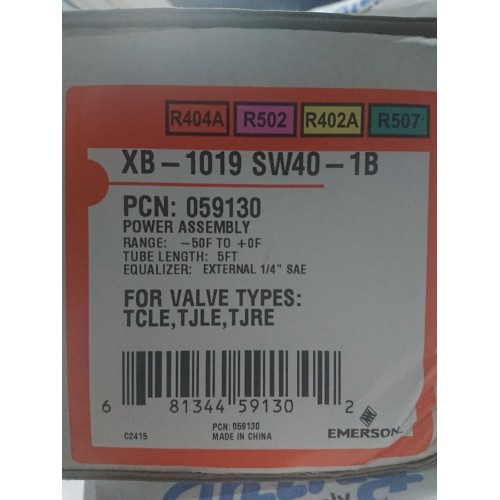 R404A R502 R402A R507
XB-1019 SW40-1B
PCN: 059130
POWER ASSEMBLY
RANGE: -50F TO +0F
TUBE LENGTH: 5FT
EQUALIZER: EXTERNAL 1/4" SAE
FOR VALVE TYPES:
TCLE,TJLE,TJRE
6 81344 59130 2
C2415
PCN: 059130
MADE IN CHINA
EMERSON